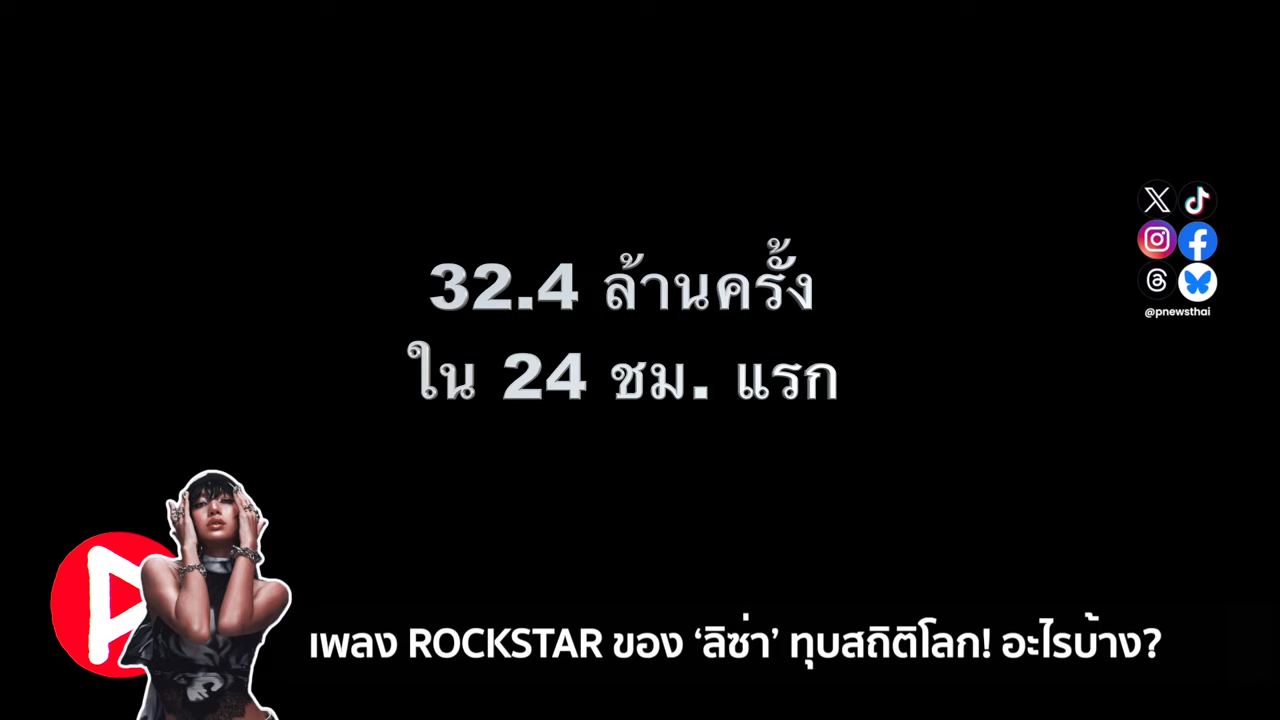 32.4 ล้านครั้ง
ใน 24 ชม. แรก
@pnewsthai
เพลง ROCKSTAR ของ ‘ลิซ่า’ ทุบสถิติโลก! อะไรบ้าง?